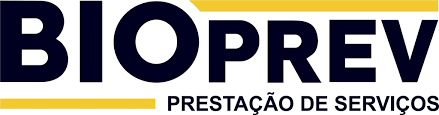 BIOPREV
PRESTAÇÃO DE SERVIÇOS